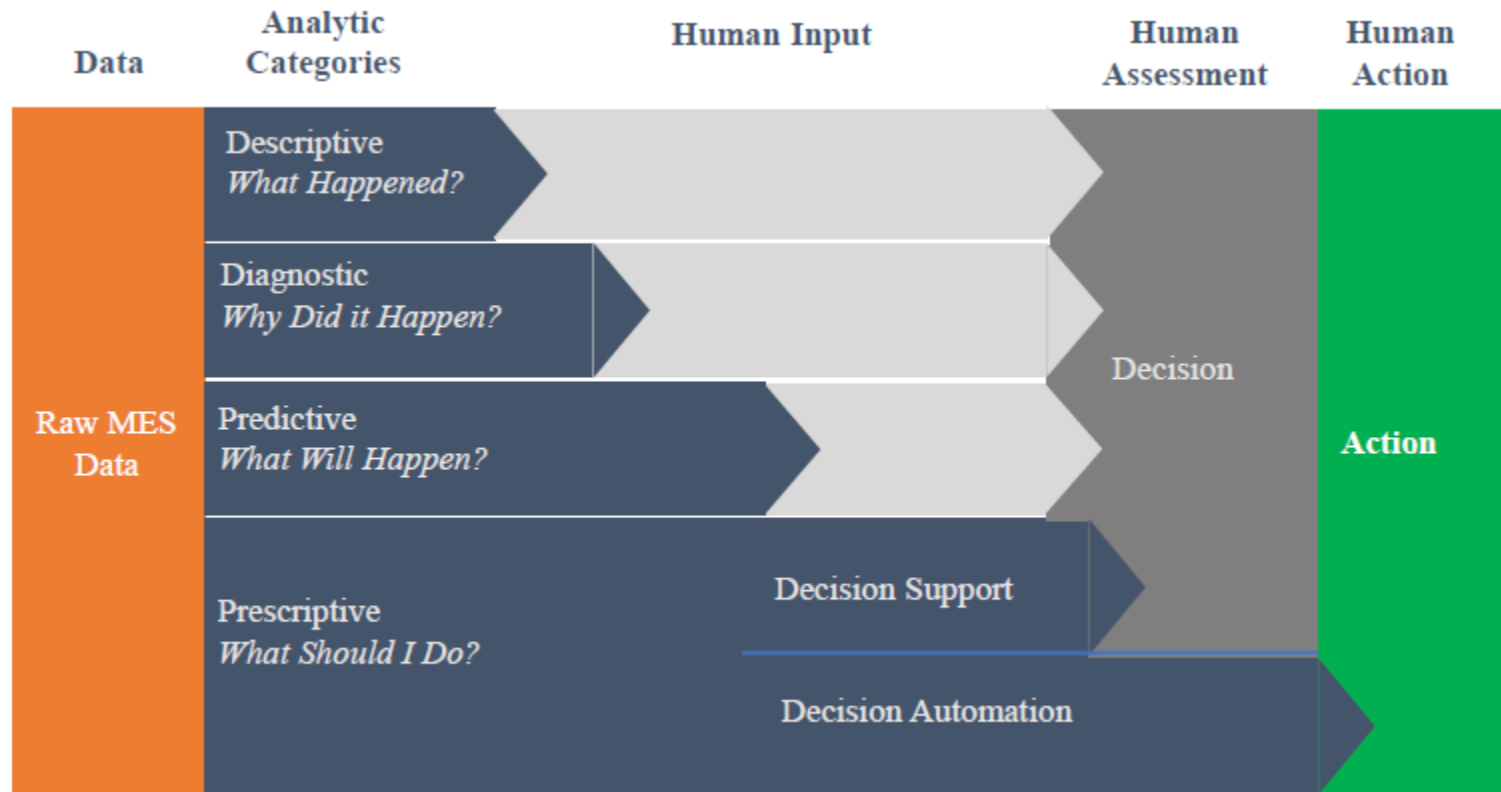 Data
Analytic
Categories
Human Input
Human
Assessment
Human
Action
Raw MES
Data
Descriptive
What Happened?
Diagnostic
Why Did it Happen?
Predictive
What Will Happen?
Prescriptive
What Should I Do?
Decision Support
Decision Automation
Decision
Action